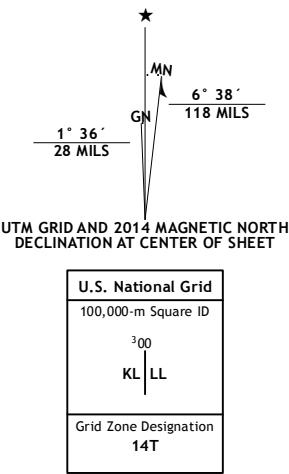 MN
6° 38´
118 MILS
GN
1° 36´
28 MILS
UTM GRID AND 2014 MAGNETIC NORTH
DECLINATION AT CENTER OF SHEET
U.S. National Grid
100,000-m Square ID
³00
KL LL
Grid Zone Designation
14T